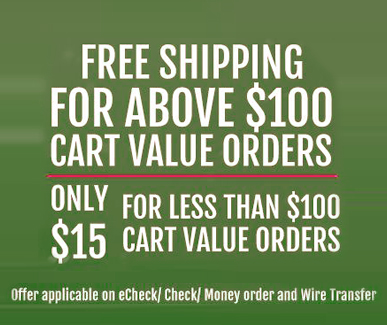 FREE SHIPPING
FOR ABOVE $100
CART VALUE ORDERS
ONLY
$15
FOR LESS THAN $100
CART VALUE ORDERS
Offer applicable on eCheck/ Check/ Money order and Wire Transfer